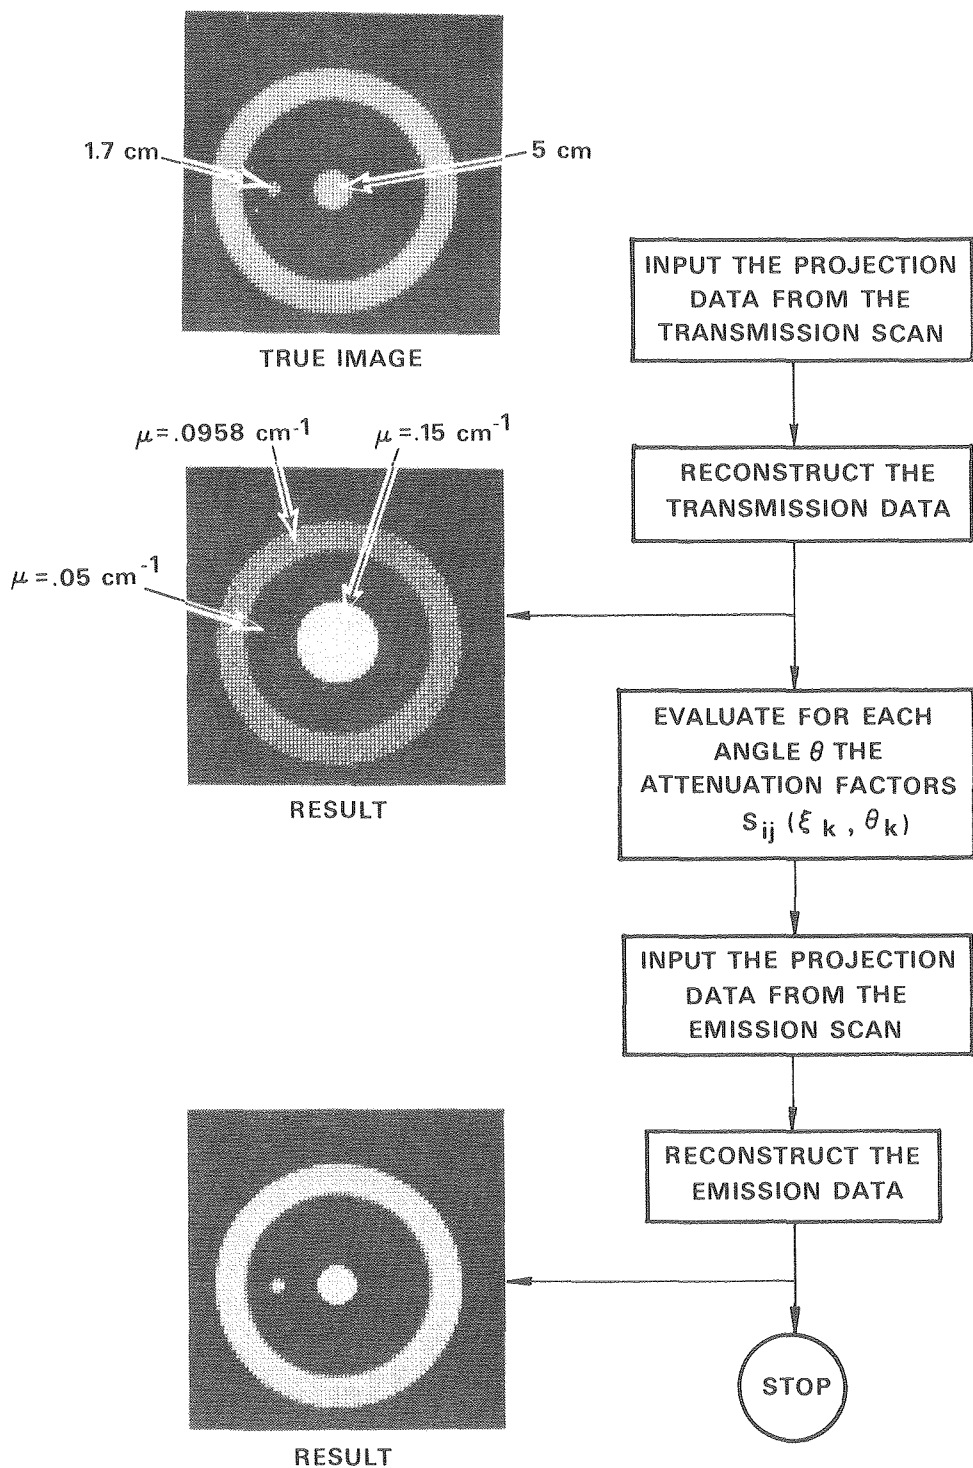 1.7 cm
5 cm
TRUE IMAGE
μ=.0958 cm-1
μ=.15 cm-1
μ=.05 cm-1
RESULT
RESULT
INPUT THE PROJECTION
DATA FROM THE
TRANSMISSION SCAN
RECONSTRUCT THE
TRANSMISSION DATA
EVALUATE FOR EACH
ANGLE θ THE
ATTENUATION FACTORS
Sij (ξk , θk)
INPUT THE PROJECTION
DATA FROM THE
EMISSION SCAN
RECONSTRUCT THE
EMISSION DATA
STOP